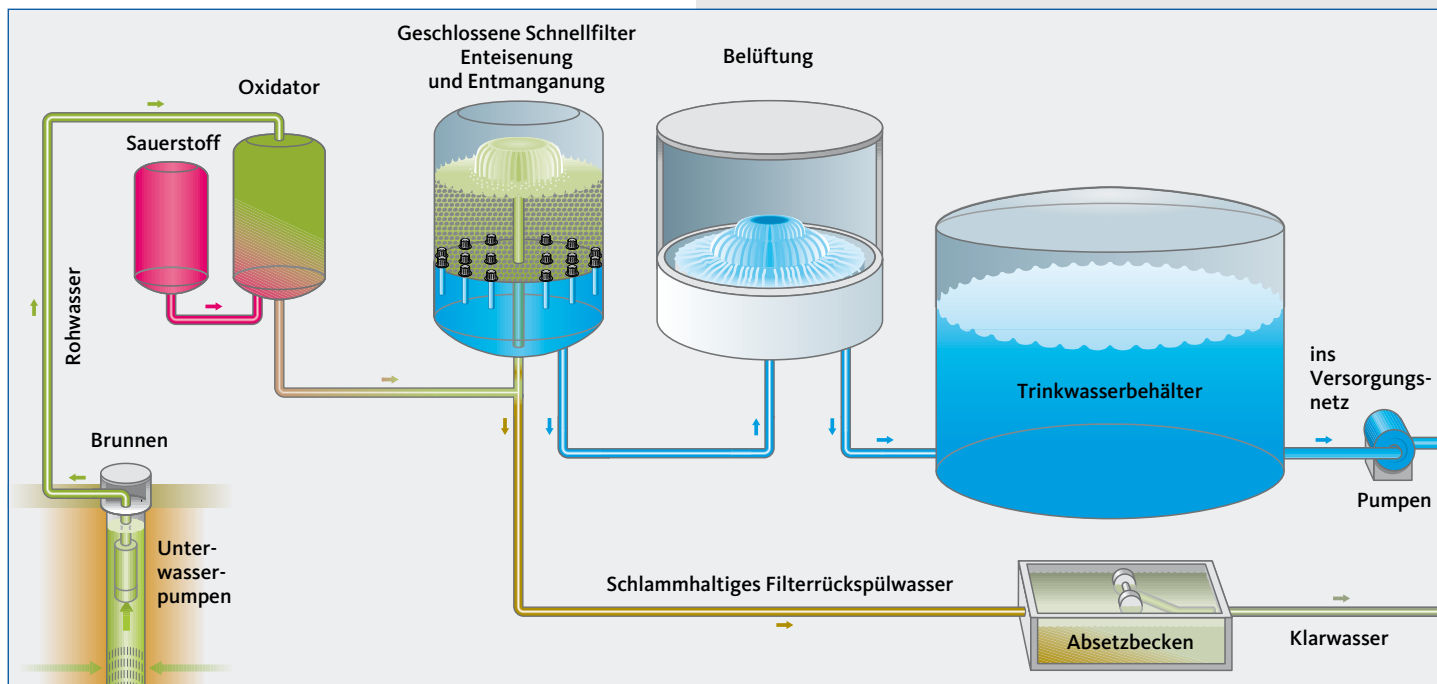 Geschlossene Schnellfilter
Enteisenung
und Entmanganung
Belüftung
Oxidator
Sauerstoff
Rohwasser
Brunnen
Unter-
wasser-
pumpen
Trinkwasserbehälter
ins
Versorgungs-
netz
Pumpen
Schlammhaltiges Filterrückspülwasser
Absetzbecken
Klarwasser